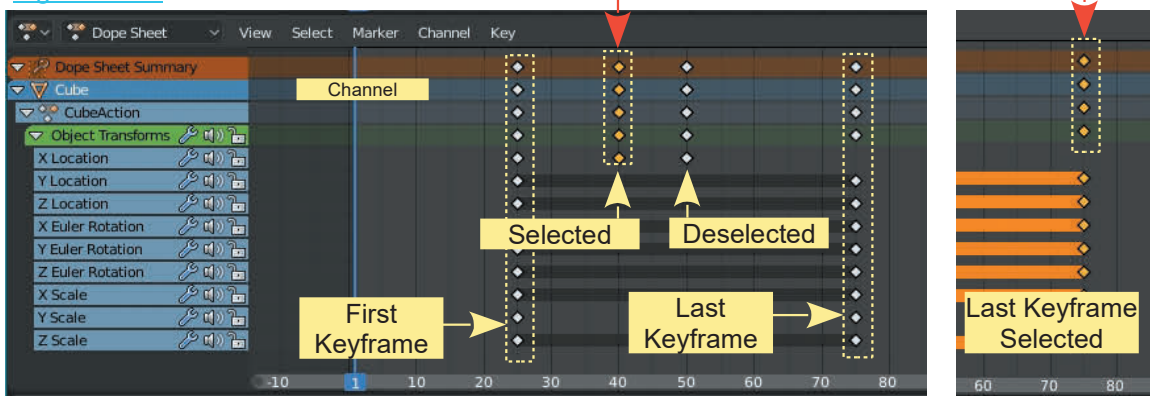 Dope Sheet View Select Marker Channel Key
Dope Sheet Summary
Cube
Channel
CubeAction
Object Transforms
X Location
Y Location
Z Location
X Euler Rotation
Y Euler Rotation
Z Euler Rotation
X Scale
Y Scale
Z Scale
Selected
Deselected
First
Keyframe
Last
Keyframe
-10 1 10 20 30 40 50 60 70 80
Last Keyframe
Selected
60 70 80